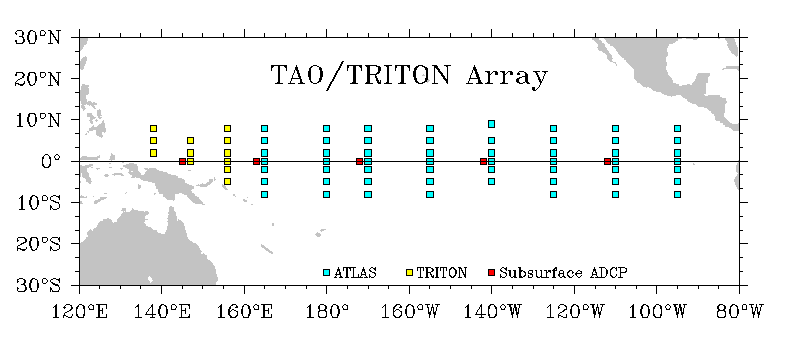 TAO/TRITON Array
30°N
20°N
10°N
0°
10°S
20°S
30°S
ATLAS TRITON Subsurface ADCP
120°E 140°E 160°E 180° 160°W 140°W 120°W 100°W 80°W